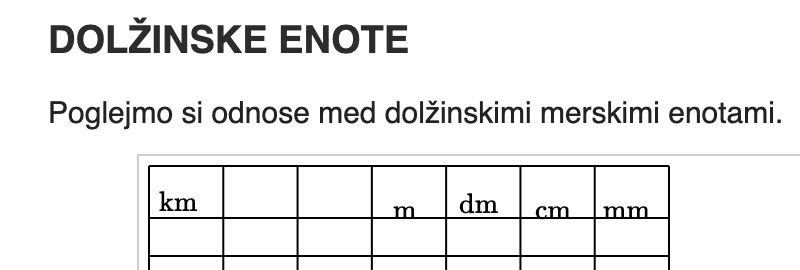 DOLŽINSKE ENOTE
Poglejmo si odnose med dolžinskimi merskimi enotami.
km m dm cm mm